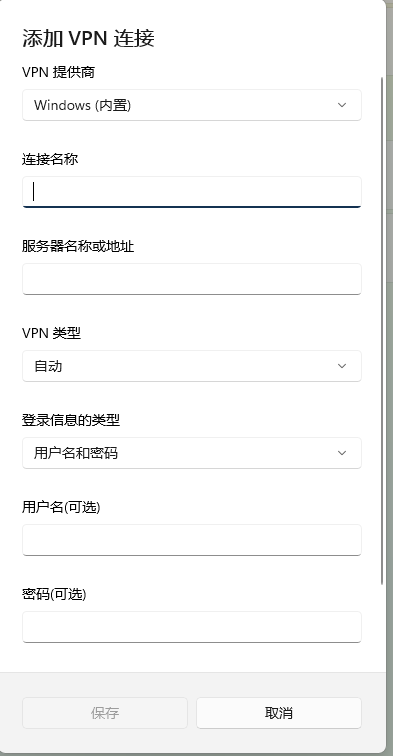 添加 VPN 连接
VPN 提供商
Windows (内置)
连接名称
服务器名称或地址
VPN 类型
自动
登录信息的类型
用户名和密码
用户名(可选)
密码(可选)
保存
取消